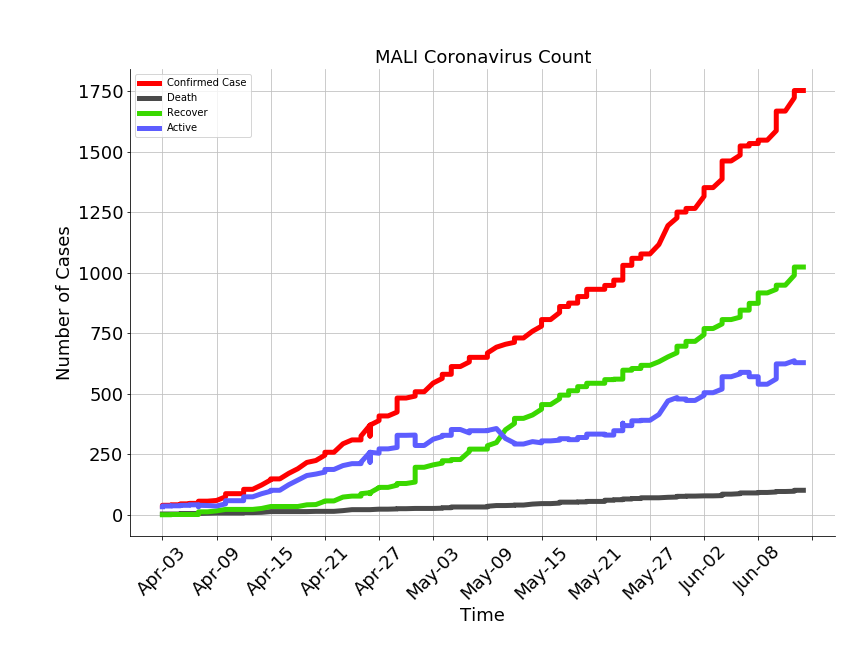 MALI Coronavirus Count
Confirmed Case
Death
Recover
Active
Number of Cases
1750
1500
1250
1000
750
500
250
0
Apr-03
Apr-09
Apr-15
Apr-21
Apr-27
May-03
May-09
May-15
May-21
May-27
Jun-02
Jun-08
Time